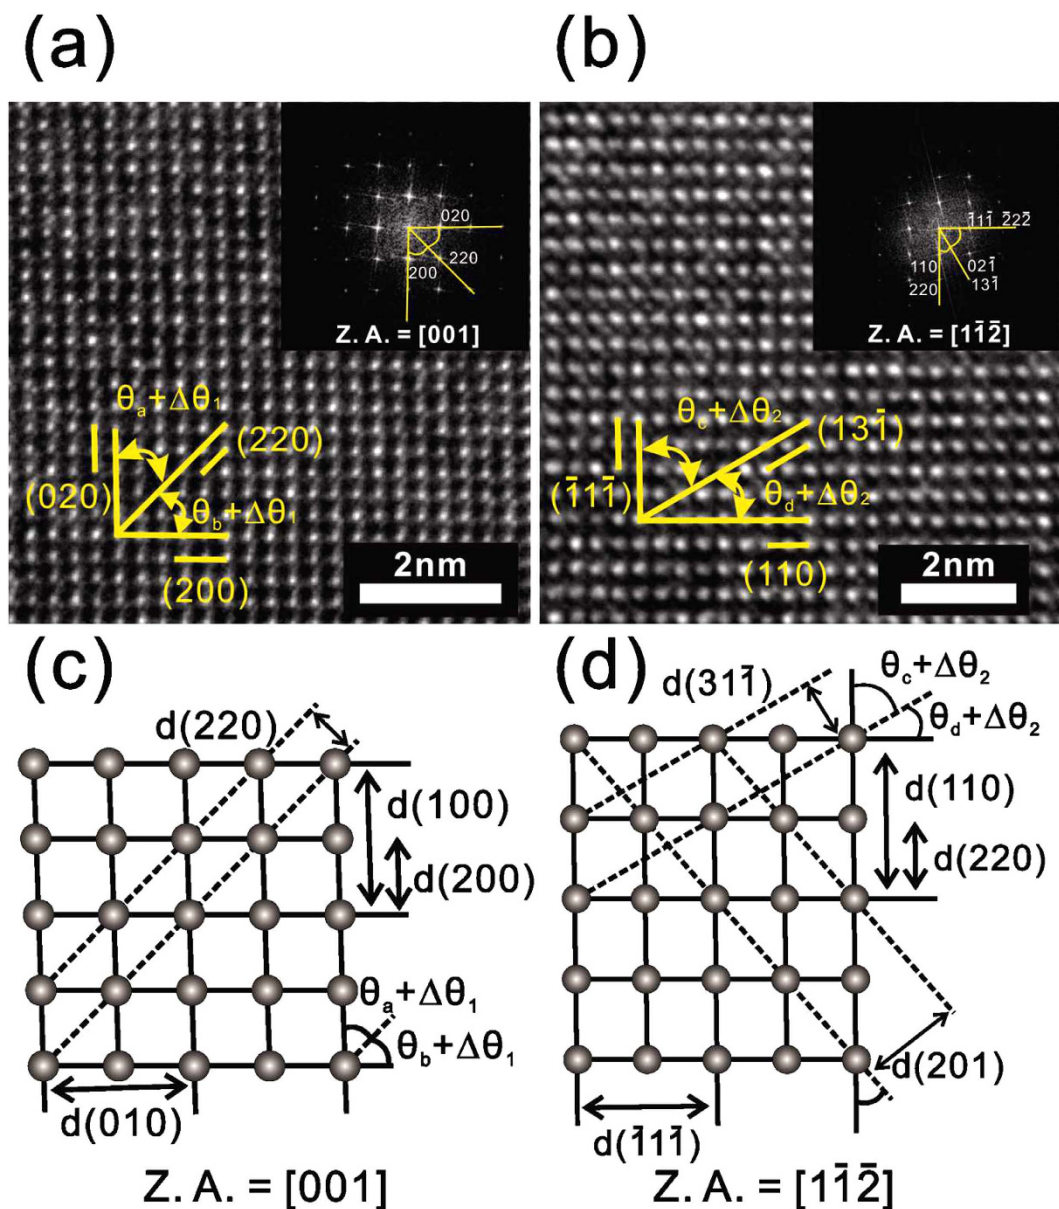 (a)
020
220
200
Z. A. = [001]
θa+Δθ1
(220)
(020)
θb+Δθ1
(200)
2nm
(b)
1̄11̄ 2̄22̄
110
021̄
220
131̄
Z. A. = [11̄2̄]
θc+Δθ2
(131̄)
(1̄11̄)
θd+Δθ2
(110)
2nm
(c)
d(220)
d(100)
d(200)
θa+Δθ1
θb+Δθ1
d(010)
Z. A. = [001]
(d)
d(311̄)
θc+Δθ2
θd+Δθ2
d(110)
d(220)
d(201)
d(1̄11̄)
Z. A. = [11̄2̄]